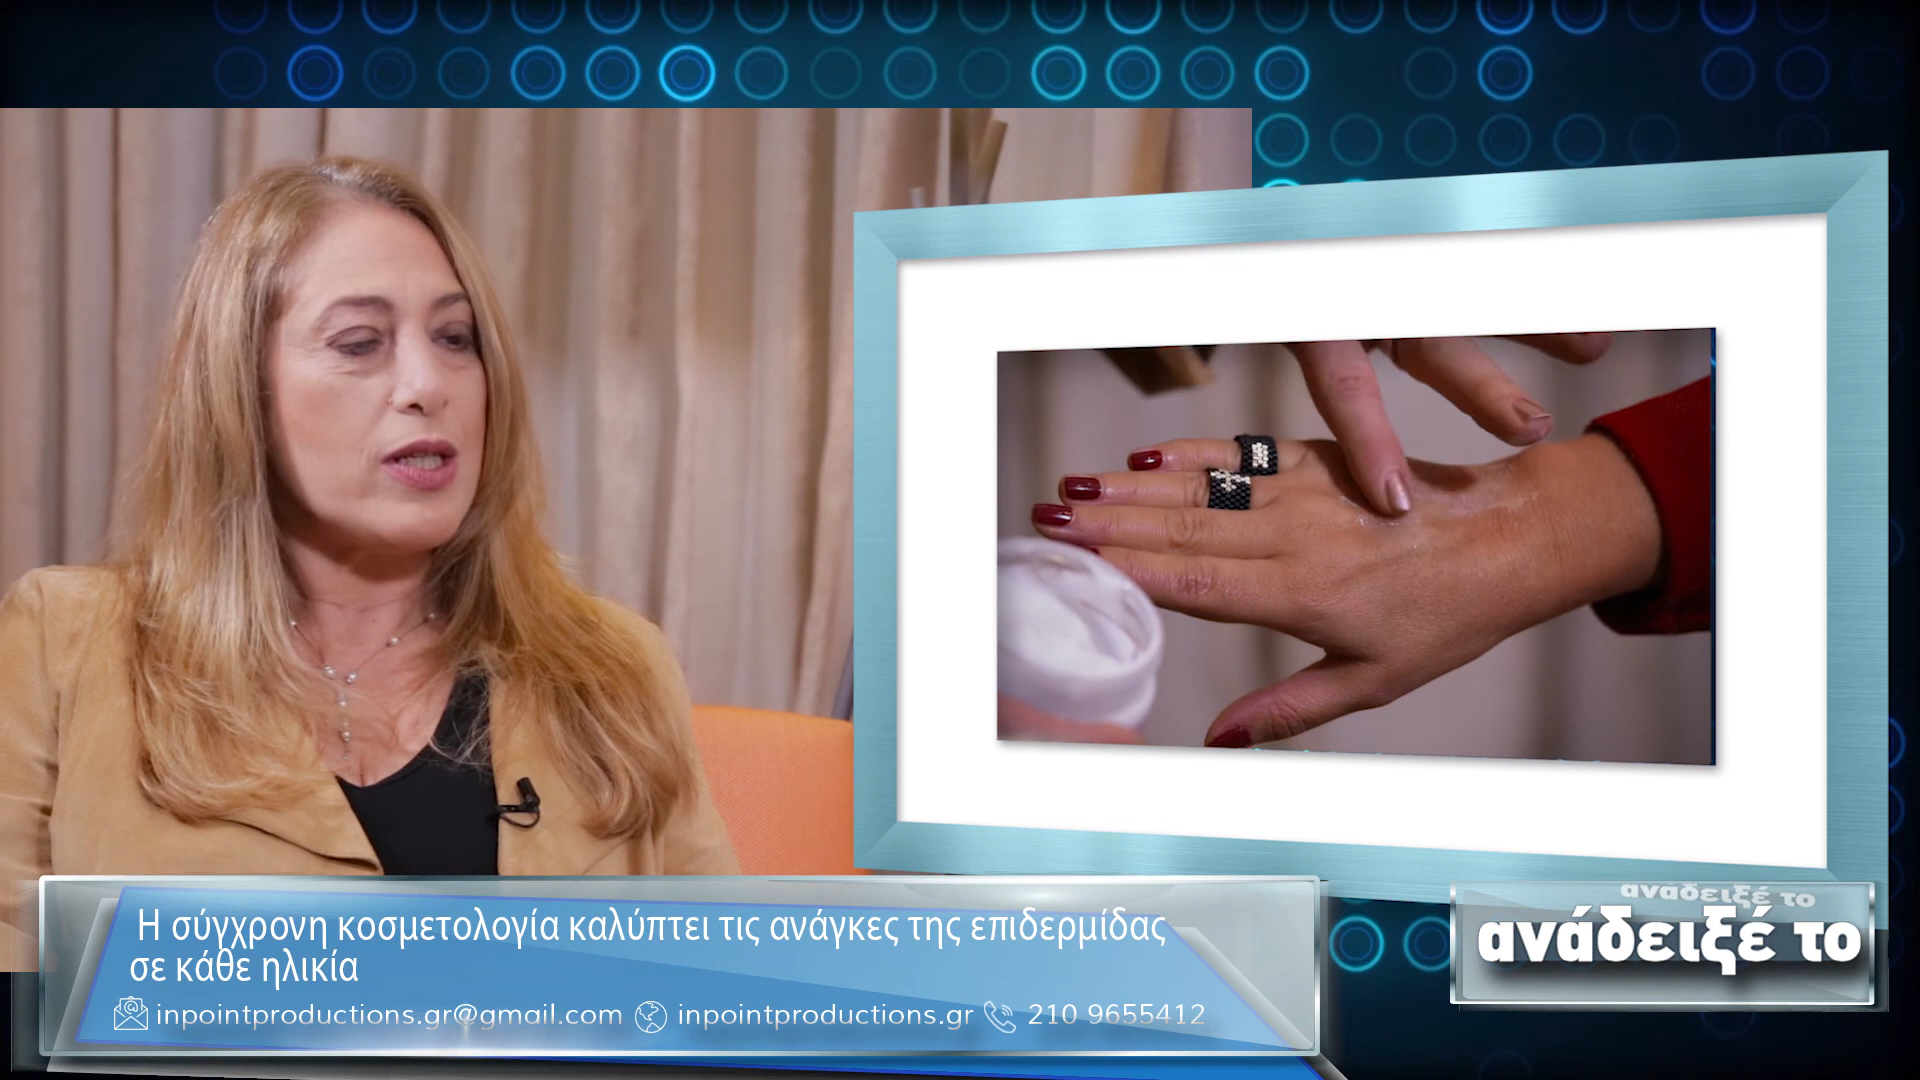 Η σύγχρονη κοσμετολογία καλύπτει τις ανάγκες της επιδερμίδας
σε κάθε ηλικία
inpointproductions.gr@gmail.com inpointproductions.gr 210 9655412
ανάδειξέ το
ανάδειξέ το